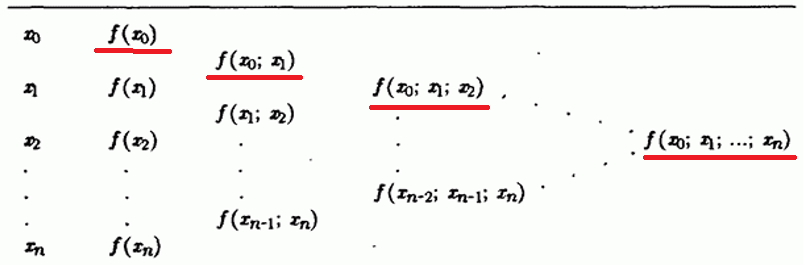 x₀ f(x₀)
f(x₀; x₁)
x₁ f(x₁) f(x₀; x₁; x₂)
f(x₁; x₂)
x₂ f(x₂) f(x₀; x₁; ...; xₙ)
f(xₙ₋₂; xₙ₋₁; xₙ)
f(xₙ₋₁; xₙ)
xₙ f(xₙ)